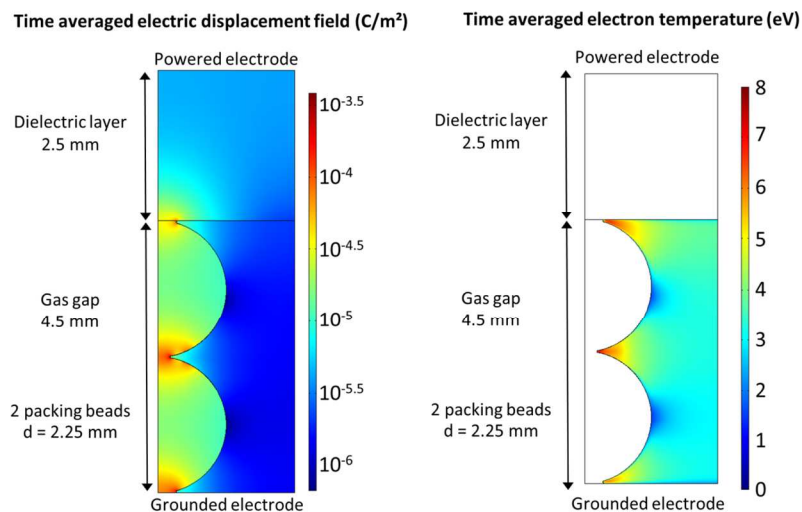 Time averaged electric displacement field (C/m²)
Powered electrode
Dielectric layer
2.5 mm
Gas gap
4.5 mm
2 packing beads
d = 2.25 mm
Grounded electrode
10^-3.5
10^-4
10^-4.5
10^-5
10^-5.5
10^-6
Time averaged electron temperature (eV)
Powered electrode
Dielectric layer
2.5 mm
Gas gap
4.5 mm
2 packing beads
d = 2.25 mm
Grounded electrode
8
7
6
5
4
3
2
1
0